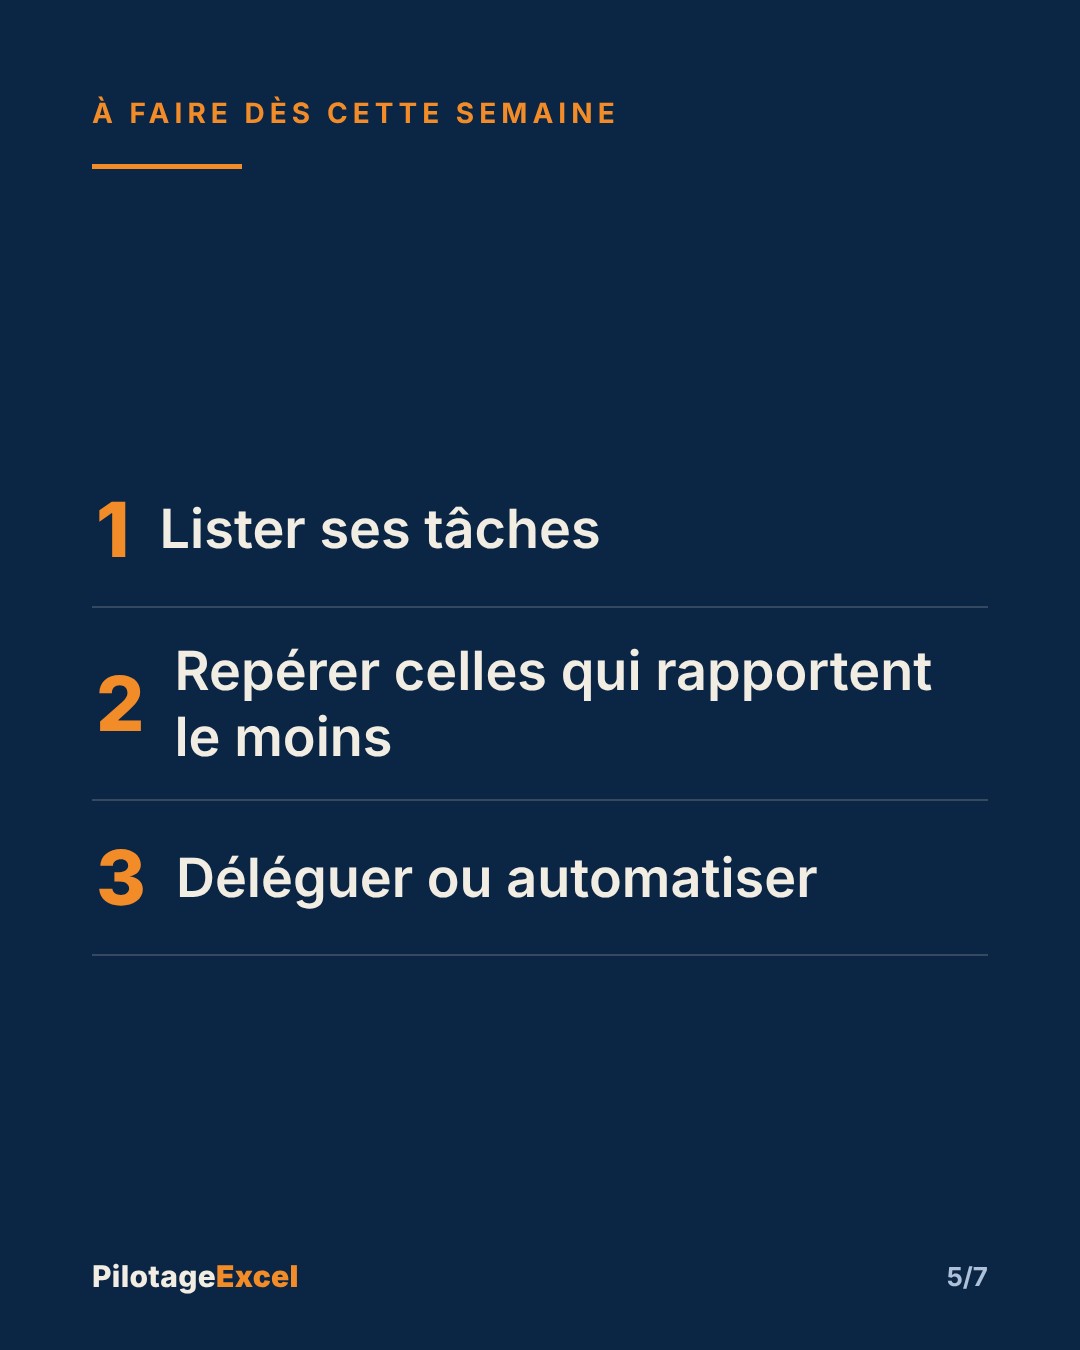 À FAIRE DÈS CETTE SEMAINE
1 Lister ses tâches
2 Repérer celles qui rapportent
le moins
3 Déléguer ou automatiser
PilotageExcel
5/7